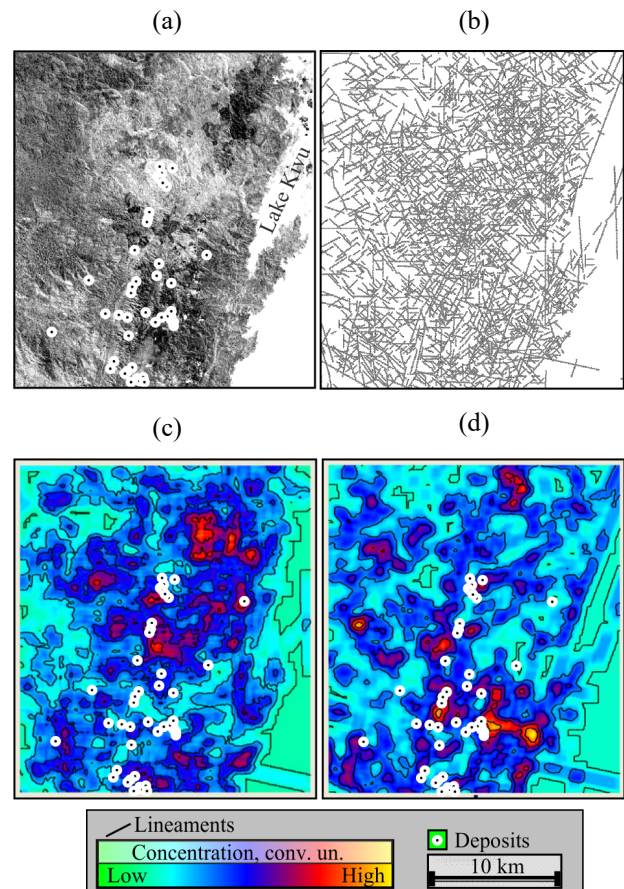 (a)
(b)
Lake Kivu
(c)
(d)
Lineaments
Concentration, conv. un.
Low
High
Deposits
10 km